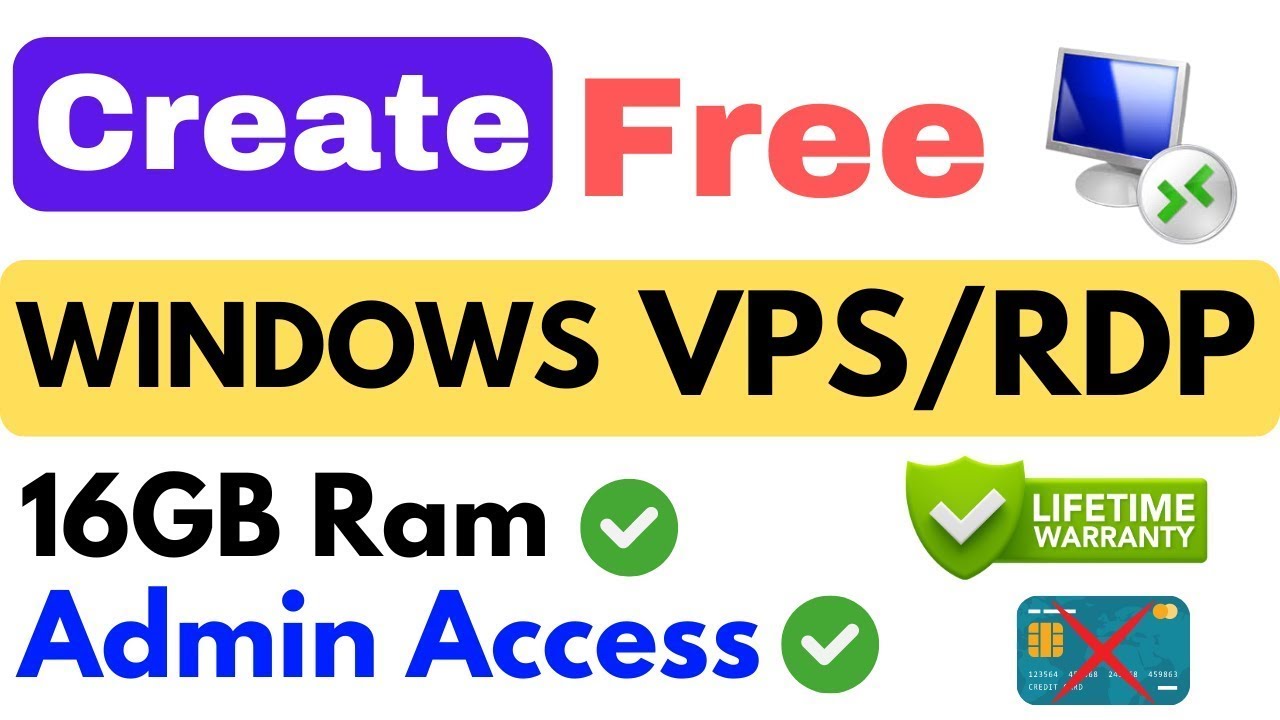 Create Free
WINDOWS VPS/RDP
16GB Ram
LIFETIME
WARRANTY
Admin Access
CREDIT CARD